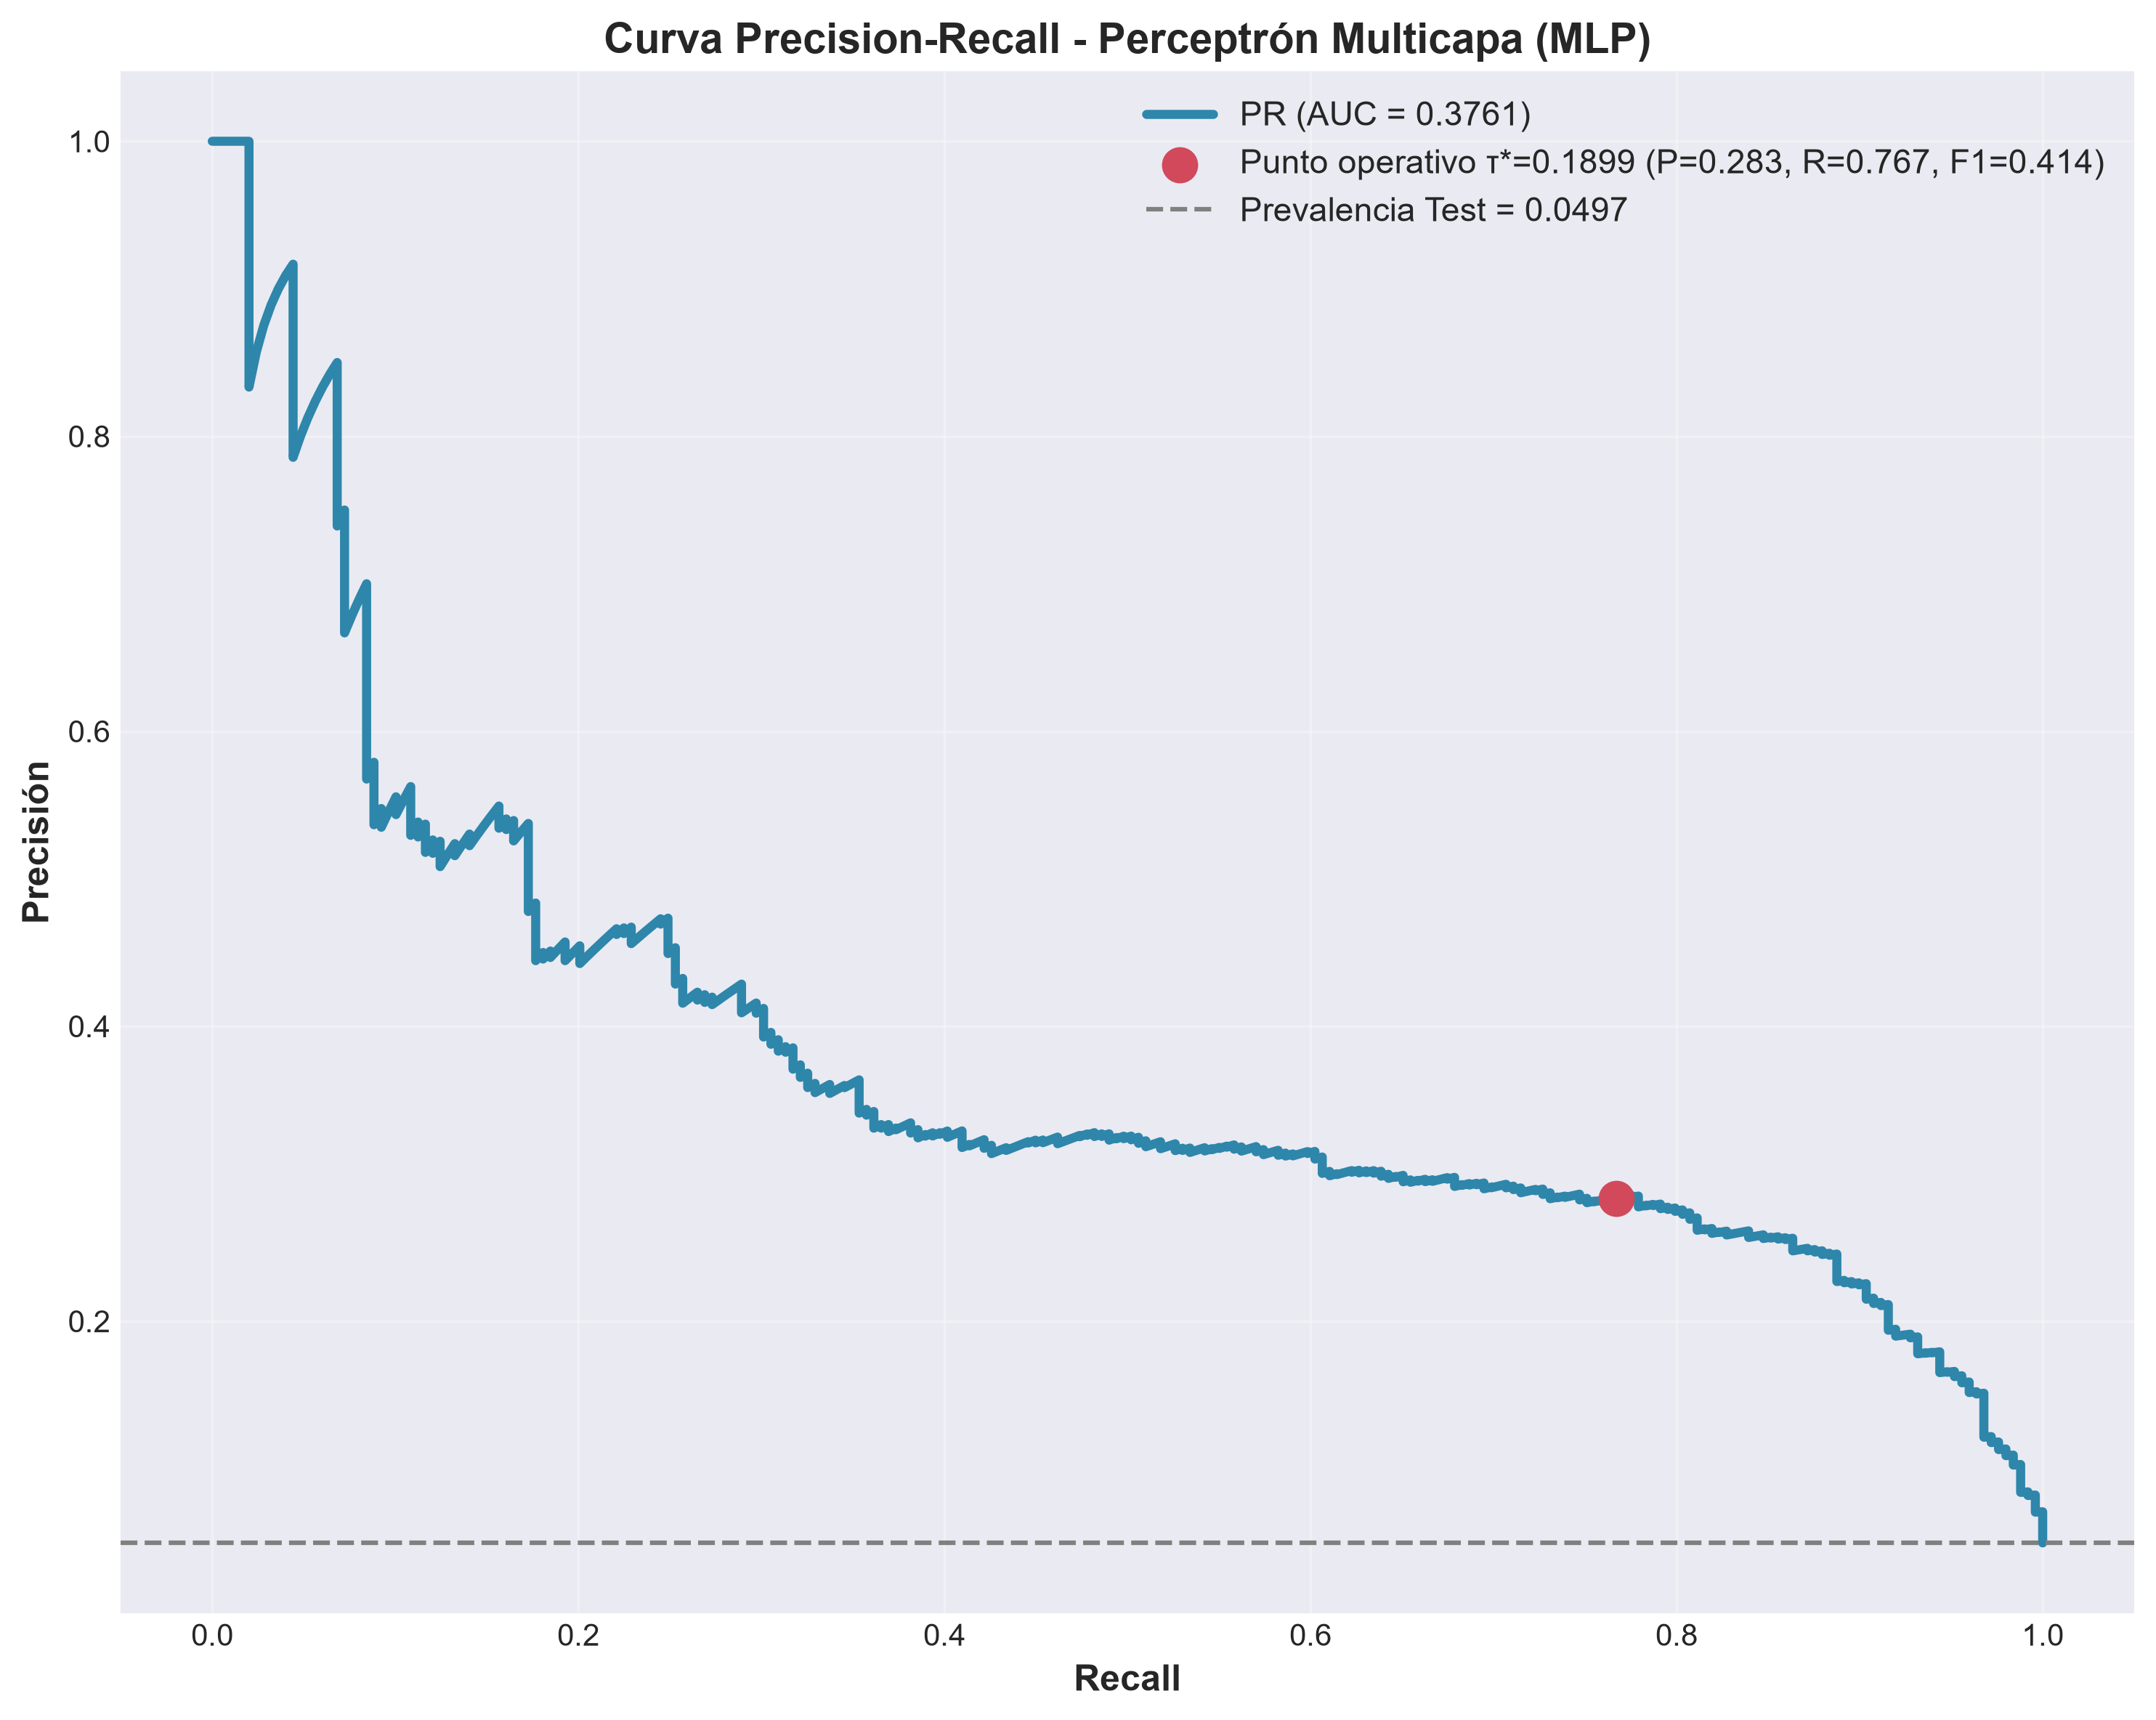 Curva Precision-Recall - Perceptrón Multicapa (MLP)
PR (AUC = 0.3761)
Punto operativo τ*=0.1899 (P=0.283, R=0.767, F1=0.414)
Prevalencia Test = 0.0497
1.0
0.8
0.6
0.4
0.2
Precisión
0.0 0.2 0.4 0.6 0.8 1.0
Recall